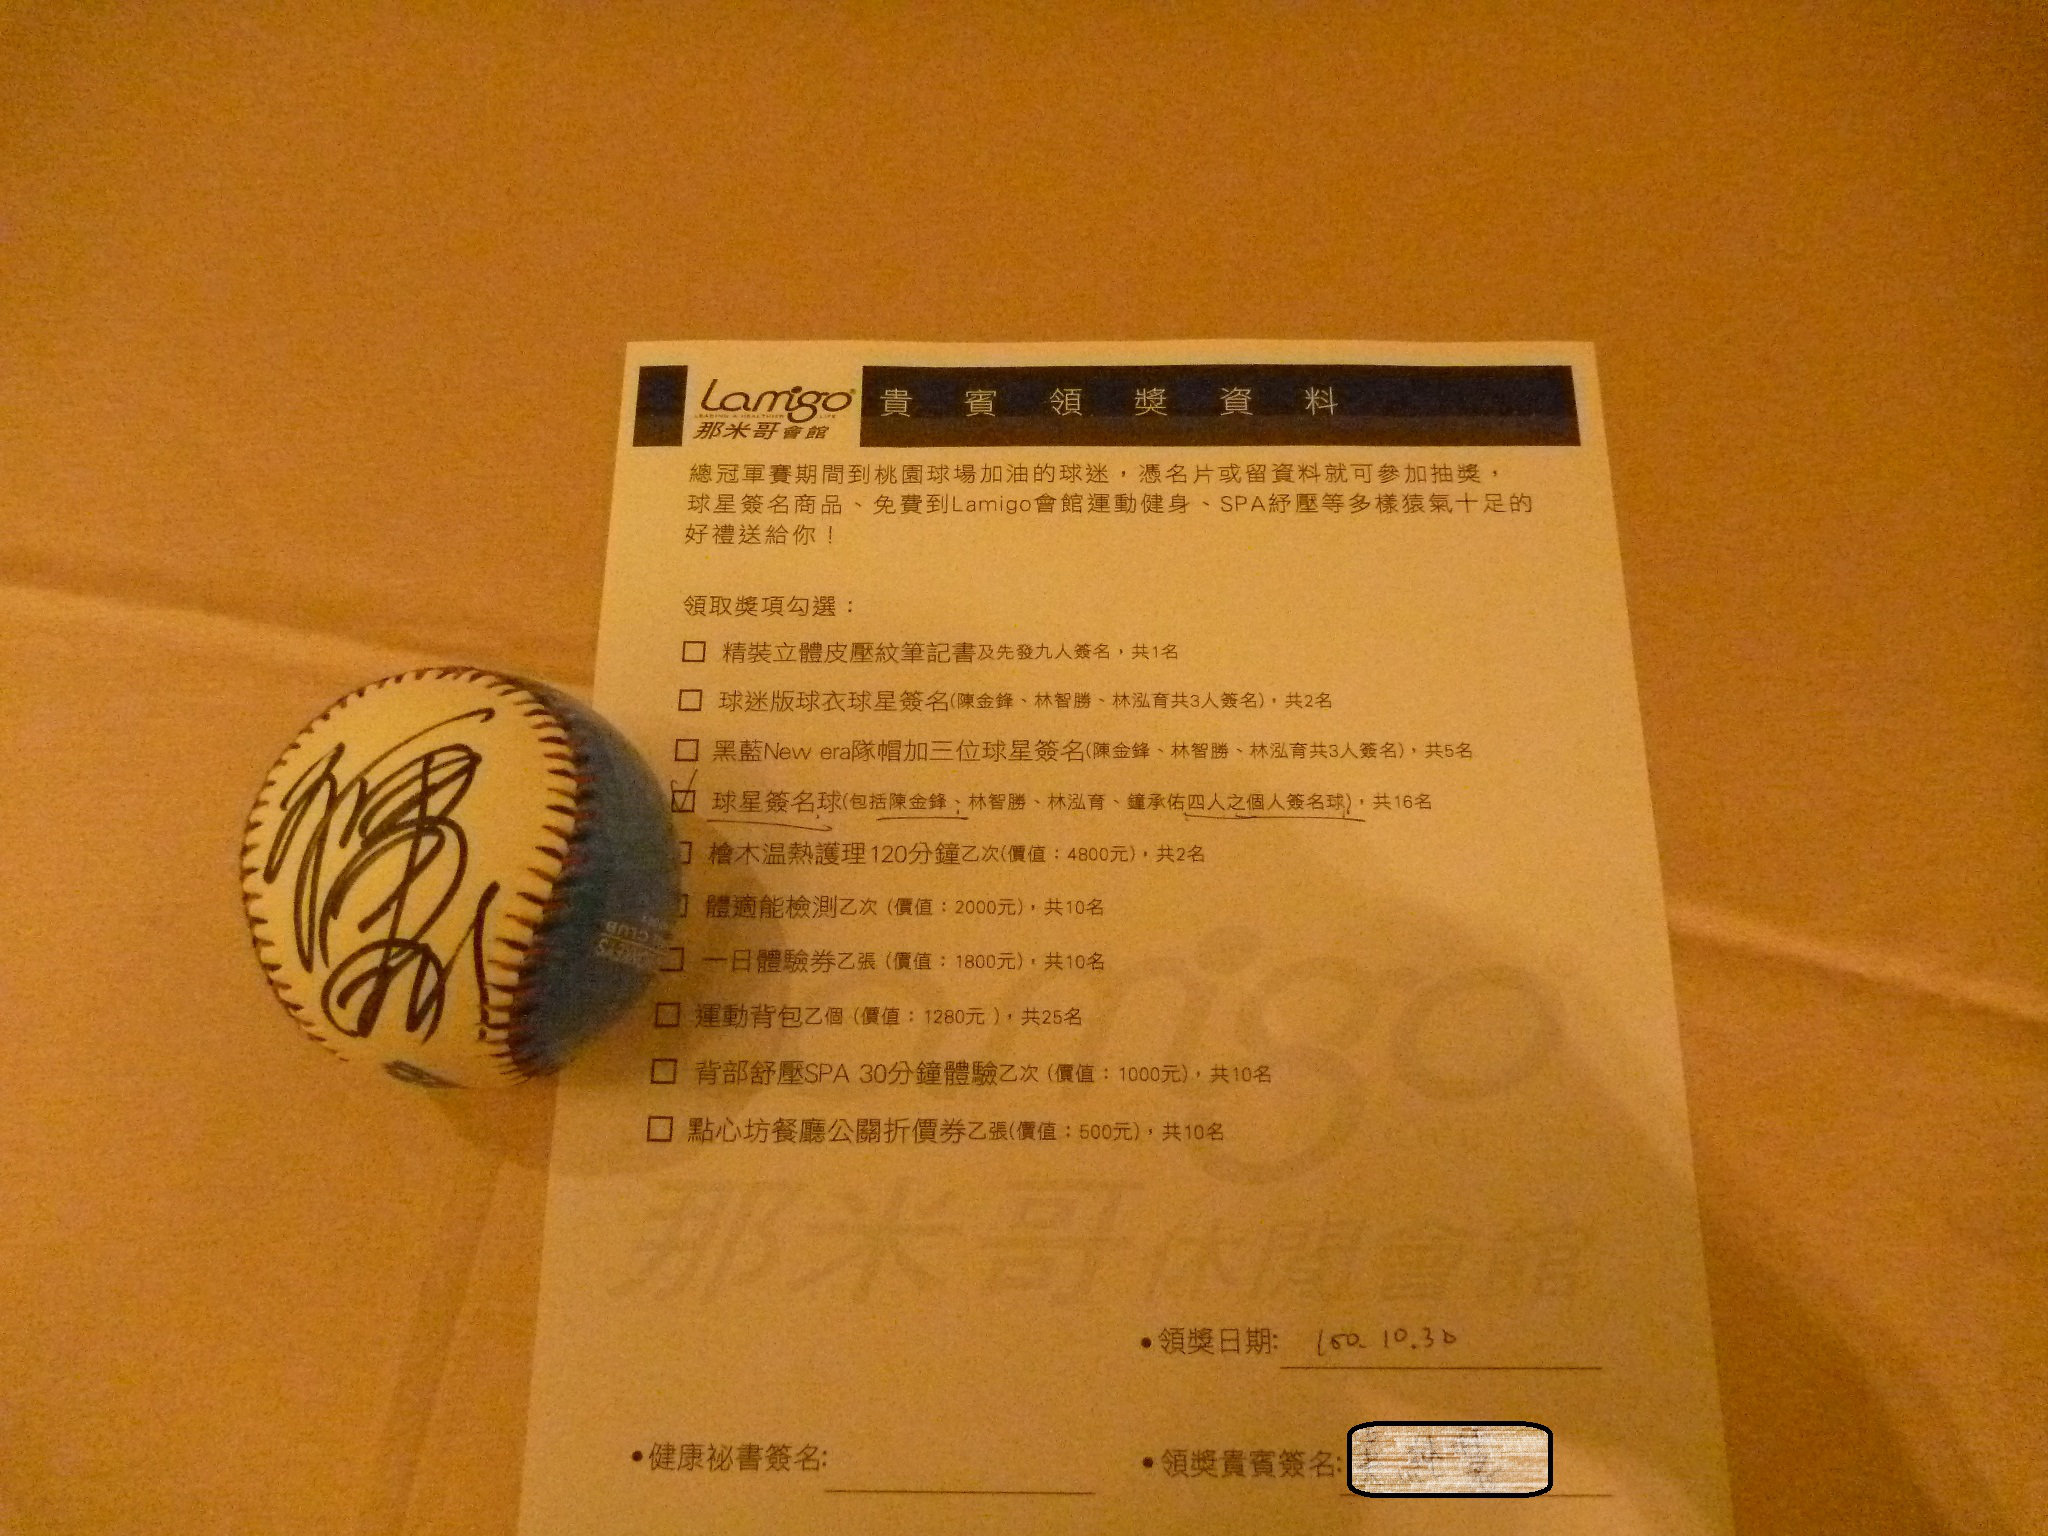 Lamigo
那米哥會館
貴賓領獎資料
總冠軍賽期間到桃園球場加油的球迷，憑名片或留資料就可參加抽獎，
球星簽名商品、免費到Lamigo會館運動健身、SPA紓壓等多樣猿氣十足的
好禮送給你！
領取獎項勾選：
精裝立體皮壓紋筆記書及先發九人簽名，共1名
球迷版球衣球星簽名(陳金鋒、林智勝、林泓育共3人簽名)，共2名
黑藍New era隊帽加三位球星簽名(陳金鋒、林智勝、林泓育共3人簽名)，共5名
球星簽名球(包括陳金鋒、林智勝、林泓育、鐘承佑四人之個人簽名球)，共16名
檜木溫熱護理120分鐘乙次(價值：4800元)，共2名
體適能檢測乙次 (價值：2000元)，共10名
一日體驗券乙張 (價值：1800元)，共10名
運動背包乙個 (價值：1280元 )，共25名
背部舒壓SPA 30分鐘體驗乙次 (價值：1000元)，共10名
點心坊餐廳公關折價券乙張(價值：500元)，共10名
Lamigo
那米哥休閒會館
•領獎日期: 100.10.30
•健康祕書簽名:
•領獎貴賓簽名: